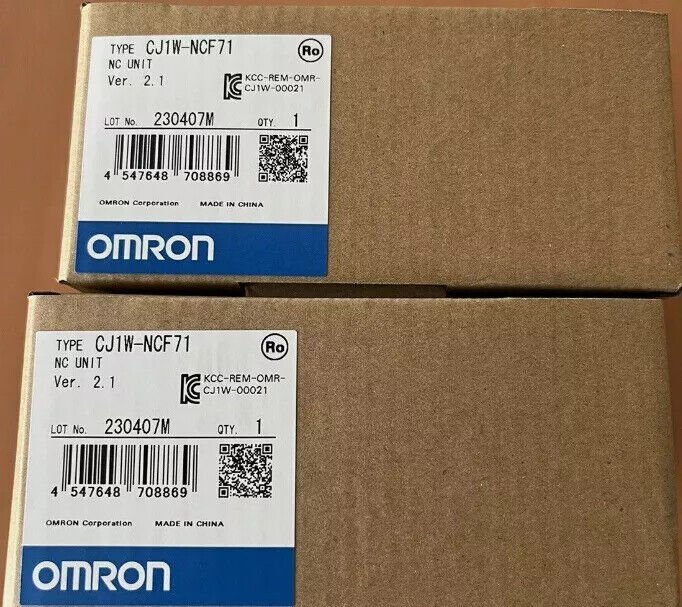 TYPE CJ1W-NCF71
Ro
NC UNIT
Ver. 2.1
KCC-REM-OMR-
CJ1W-00021
LOT No. 230407M QTY. 1
4 547648 708869
OMRON Corporation MADE IN CHINA
OMRON
TYPE CJ1W-NCF71
Ro
NC UNIT
Ver. 2.1
KCC-REM-OMR-
CJ1W-00021
LOT No. 230407M QTY. 1
4 547648 708869
OMRON Corporation MADE IN CHINA
OMRON